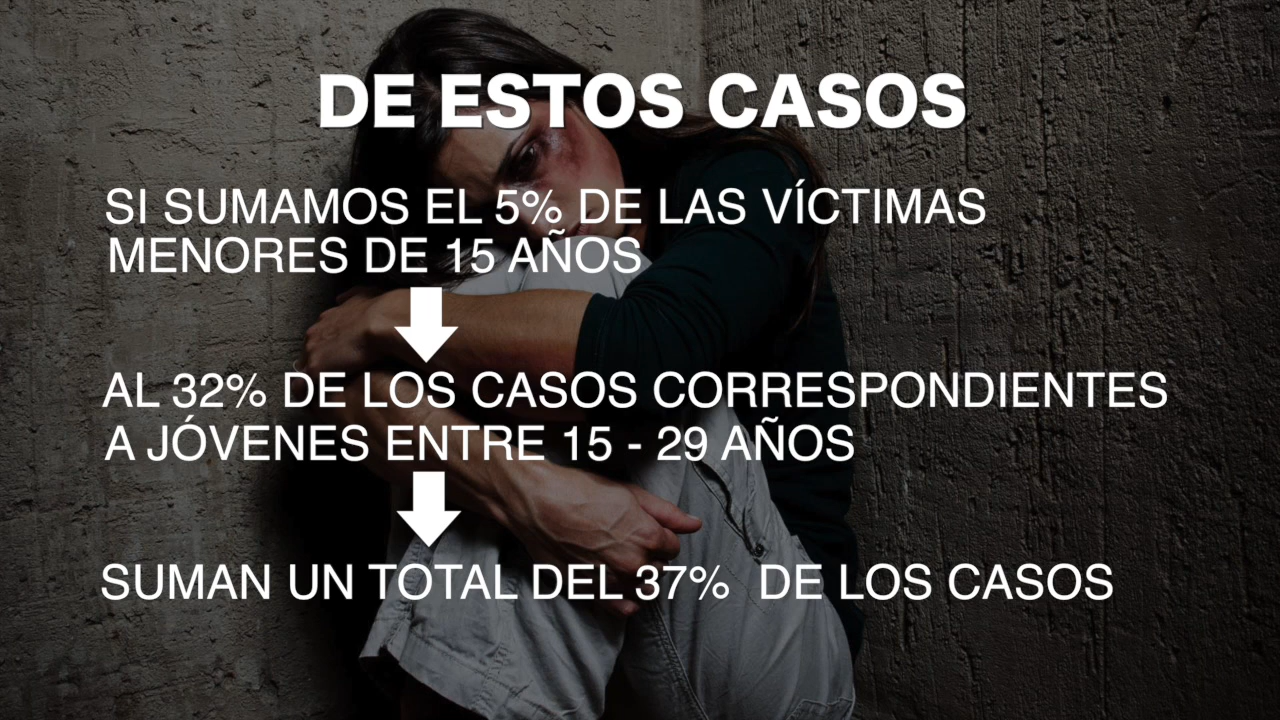 DE ESTOS CASOS
SI SUMAMOS EL 5% DE LAS VÍCTIMAS
MENORES DE 15 AÑOS
AL 32% DE LOS CASOS CORRESPONDIENTES
A JÓVENES ENTRE 15 - 29 AÑOS
SUMAN UN TOTAL DEL 37% DE LOS CASOS